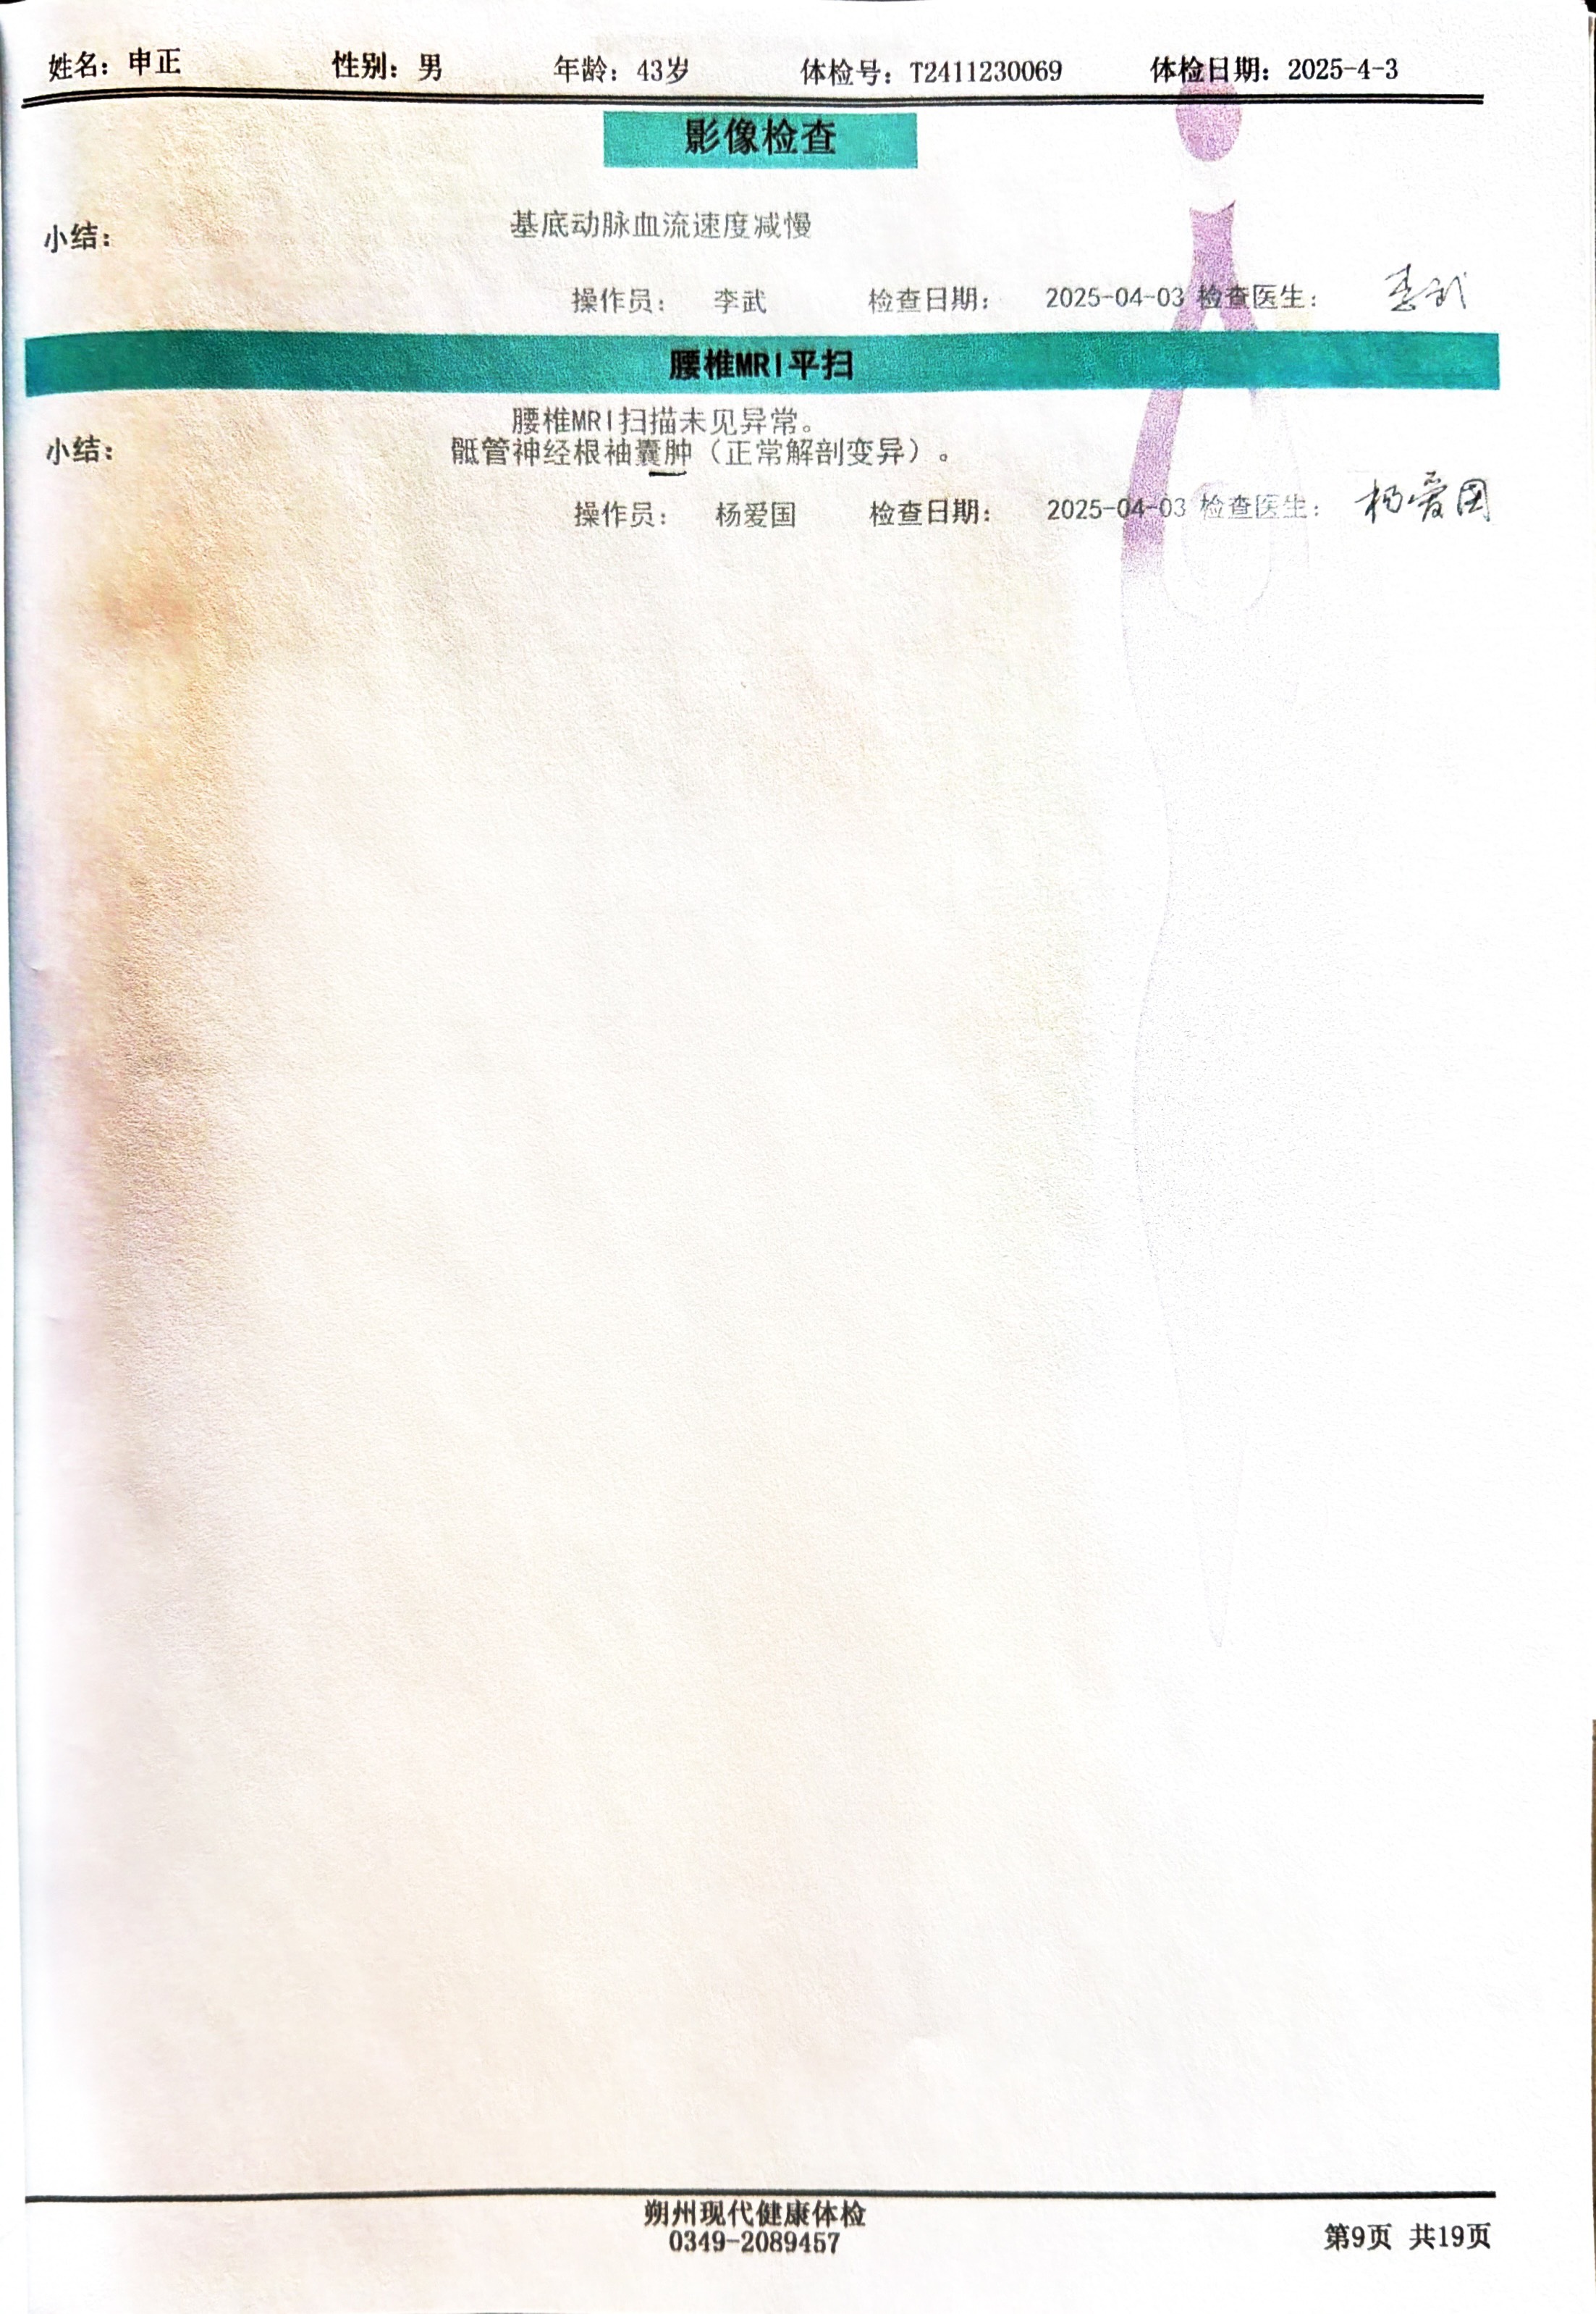 姓名：申正 性别：男 年龄：43岁 体检号：T2411230069 体检日期：2025-4-3
影像检查
小结： 基底动脉血流速度减慢
操作员： 李武 检查日期： 2025-04-03 检查医生： 李武
腰椎MRI平扫
腰椎MRI扫描未见异常。
小结： 骶管神经根袖囊肿（正常解剖变异）。
操作员： 杨爱国 检查日期： 2025-04-03 检查医生： 杨爱国
朔州现代健康体检
0349-2089457
第9页 共19页